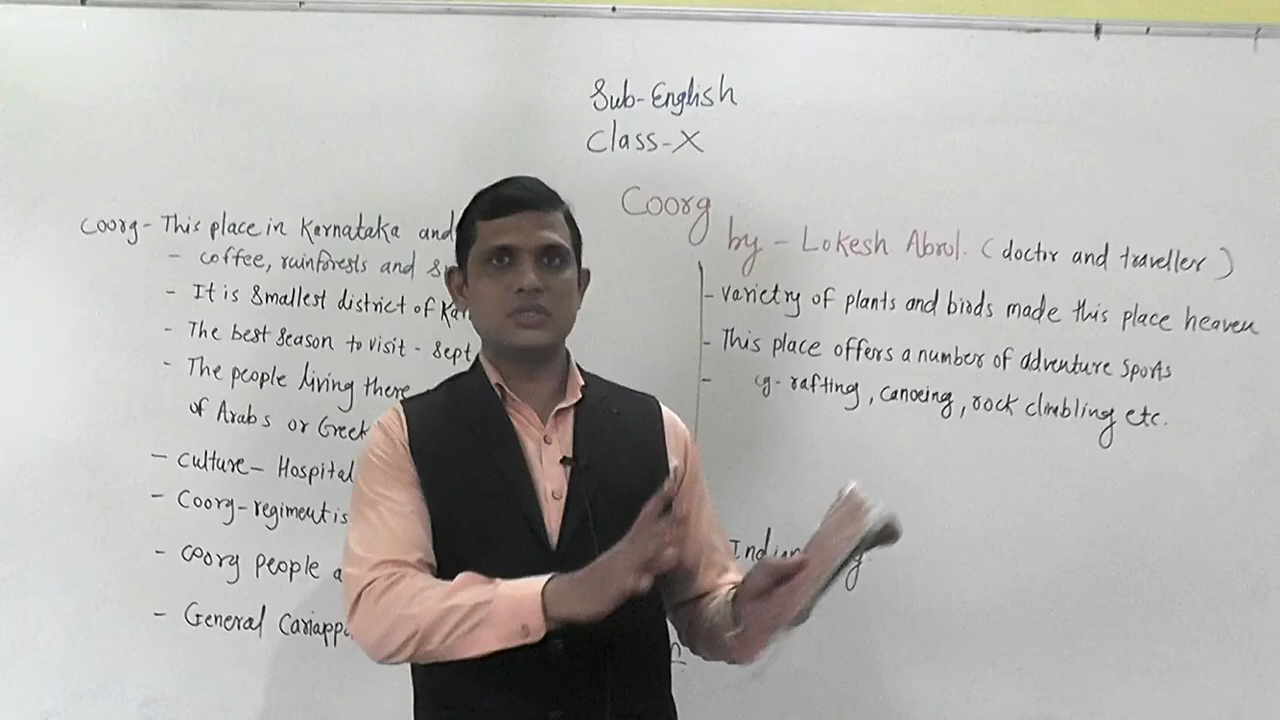 Sub-English
Class-X
Coorg
by - Lokesh Abrol. (doctor and traveller)
Coorg - This place in Karnataka and
- coffee, rainforests and
- It is smallest district of
- The best season to visit - Sept
- The people living there
of Arabs or Greek
- Culture - Hospital
- Coorg-regiment is
- Coorg people
- General Cariappa
- varietry of plants and birds made this place heaven
- This place offers a number of adventure sports
- eg- rafting, canoeing, rock climbling etc.
Indian